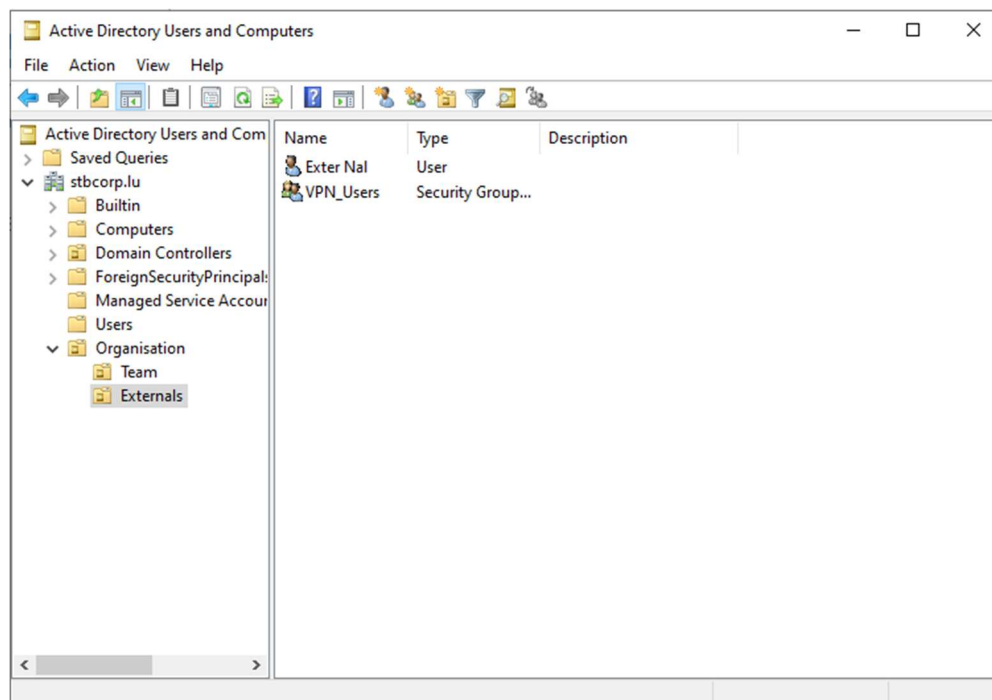 Active Directory Users and Computers
File Action View Help
Active Directory Users and Com
Saved Queries
stbcorp.lu
Builtin
Computers
Domain Controllers
ForeignSecurityPrincipals
Managed Service Accour
Users
Organisation
Team
Externals
Name Type Description
Exter Nal User
VPN_Users Security Group...